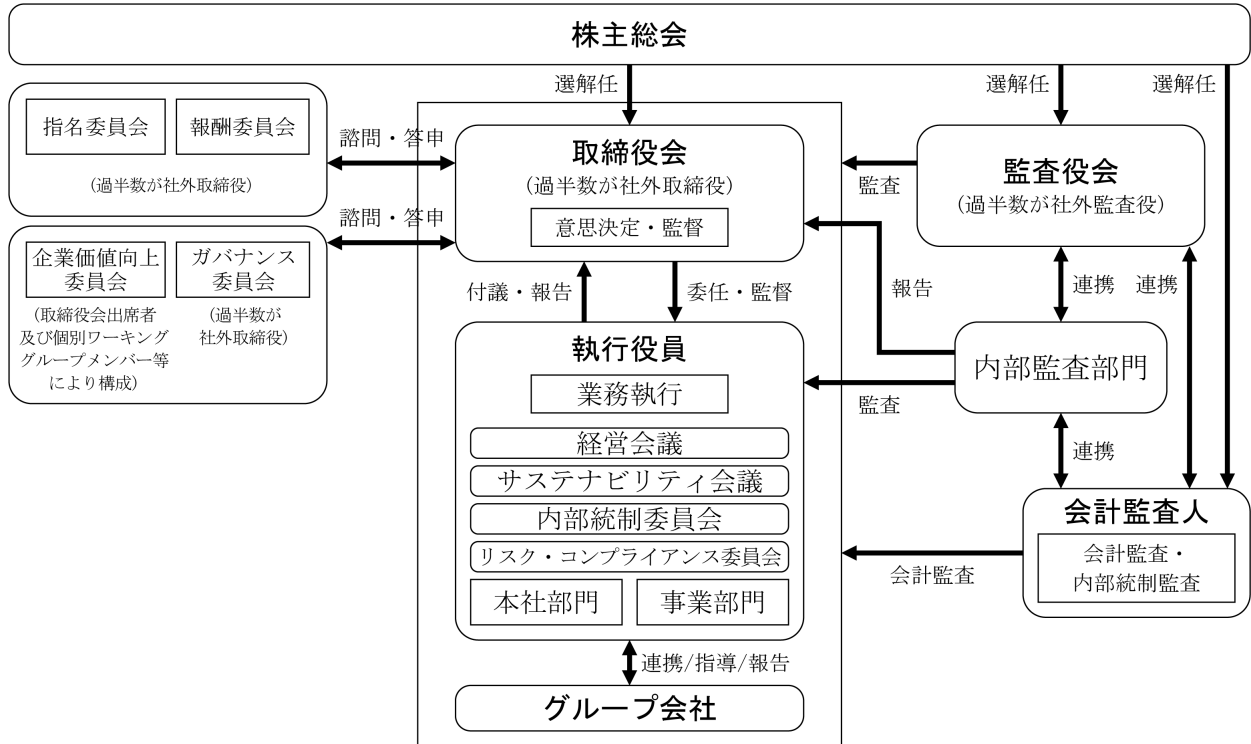 株主総会
選解任
選解任
選解任
指名委員会
報酬委員会
(過半数が社外取締役)
諮問・答申
諮問・答申
企業価値向上
委員会
(取締役会出席者
及び個別ワーキング
グループメンバー等
により構成)
ガバナンス
委員会
(過半数が
社外取締役)
取締役会
(過半数が社外取締役)
意思決定・監督
監査
監査役会
(過半数が社外監査役)
付議・報告
委任・監督
報告
連携
連携
執行役員
業務執行
経営会議
サステナビリティ会議
内部統制委員会
リスク・コンプライアンス委員会
本社部門
事業部門
内部監査部門
監査
連携
会計監査人
会計監査・
内部統制監査
会計監査
連携/指導/報告
グループ会社